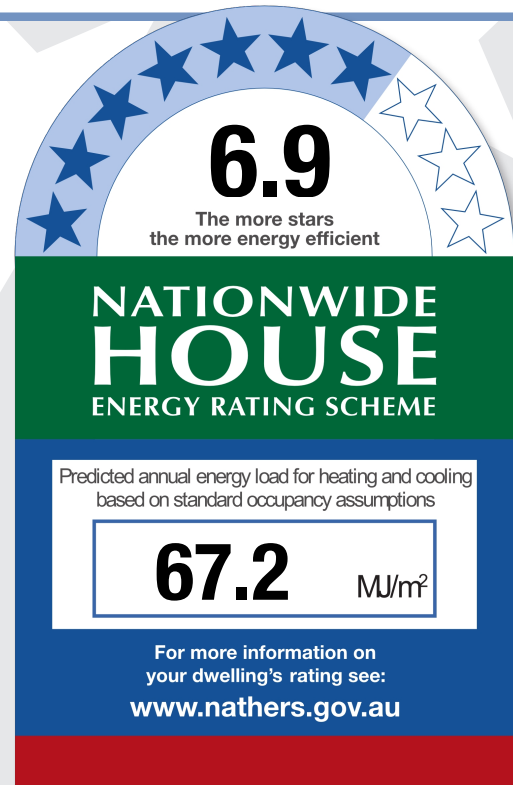 6.9
The more stars
the more energy efficient
NATIONWIDE
HOUSE
ENERGY RATING SCHEME
Predicted annual energy load for heating and cooling
based on standard occupancy assumptions
67.2 MJ/m²
For more information on
your dwelling's rating see:
www.nathers.gov.au